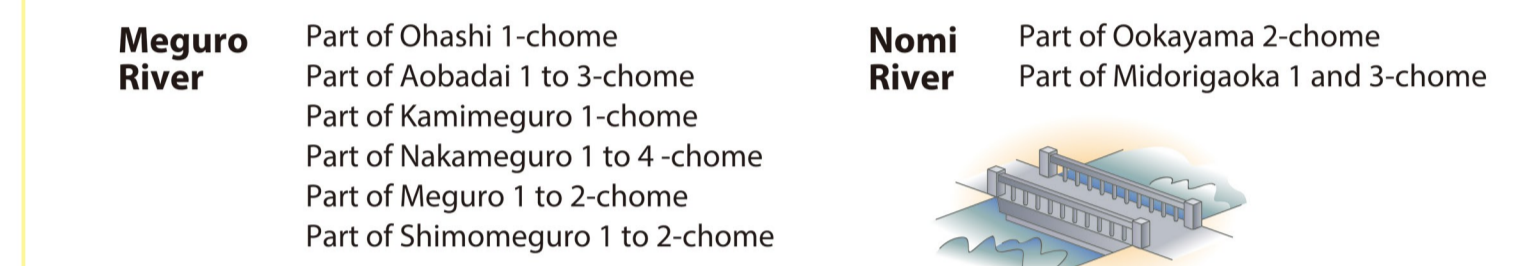 Meguro River
Part of Ohashi 1-chome
Part of Aobadai 1 to 3-chome
Part of Kamimeguro 1-chome
Part of Nakameguro 1 to 4 -chome
Part of Meguro 1 to 2-chome
Part of Shimomeguro 1 to 2-chome
Nomi River
Part of Ookayama 2-chome
Part of Midorigaoka 1 and 3-chome